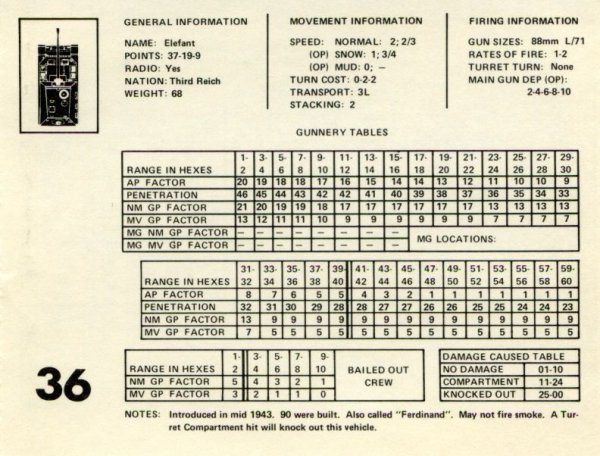 GENERAL INFORMATION
NAME: Elefant
POINTS: 37-19-9
RADIO: Yes
NATION: Third Reich
WEIGHT: 68
MOVEMENT INFORMATION
SPEED: NORMAL: 2; 2/3
(OP) SNOW: 1; 3/4
(OP) MUD: 0; –
TURN COST: 0-2-2
TRANSPORT: 3L
STACKING: 2
FIRING INFORMATION
GUN SIZES: 88mm L/71
RATES OF FIRE: 1-2
TURRET TURN: None
MAIN GUN DEP (OP):
2-4-6-8-10
GUNNERY TABLES
1- 3- 5- 7- 9- 11- 13- 15- 17- 19- 21- 23- 25- 27- 29-
RANGE IN HEXES 2 4 6 8 10 12 14 16 18 20 22 24 26 28 30
AP FACTOR 20 19 18 18 17 16 15 14 14 13 12 11 10 10 9
PENETRATION 46 45 44 43 42 42 41 40 39 38 37 36 35 34 33
NM GP FACTOR 21 20 19 19 18 17 17 17 17 17 17 13 13 13 13
MV GP FACTOR 13 12 11 11 10 9 9 9 9 9 9 7 7 7 7
MG NM GP FACTOR – – – – – – – –
MG MV GP FACTOR – – – – – – – –
MG LOCATIONS:
31- 33- 35- 37- 39- 41- 43- 45- 47- 49- 51- 53- 55- 57- 59-
RANGE IN HEXES 32 34 36 38 40 42 44 46 48 50 52 54 56 58 60
AP FACTOR 8 7 6 5 5 4 3 2 1 1 1 1 1 1 1
PENETRATION 32 31 30 29 28 28 27 27 26 26 25 25 24 24 23
NM GP FACTOR 13 9 9 9 9 9 9 9 9 9 9 9 9 9 9
MV GP FACTOR 7 5 5 5 5 5 5 5 5 5 5 5 5 5 5
36
1- 3- 5- 7- 9-
RANGE IN HEXES 2 4 6 8 10
NM GP FACTOR 5 4 3 2 1
MV GP FACTOR 3 2 1 1 0
BAILED OUT
CREW
DAMAGE CAUSED TABLE
NO DAMAGE 01-10
COMPARTMENT 11-24
KNOCKED OUT 25-00
NOTES: Introduced in mid 1943. 90 were built. Also called "Ferdinand". May not fire smoke. A Tur-
ret Compartment hit will knock out this vehicle.